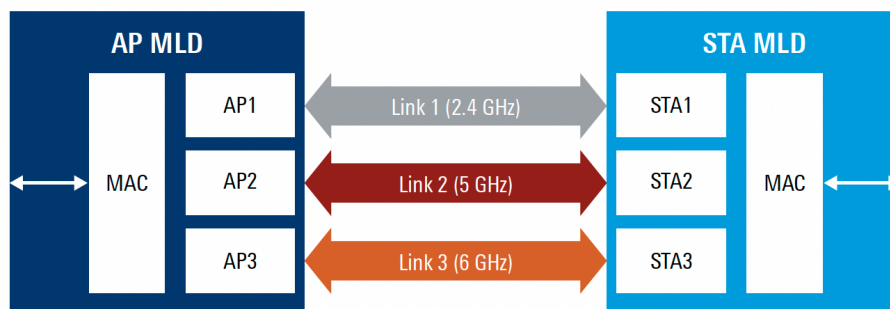 AP MLD
STA MLD
MAC
AP1
AP2
AP3
Link 1 (2.4 GHz)
Link 2 (5 GHz)
Link 3 (6 GHz)
STA1
STA2
STA3
MAC